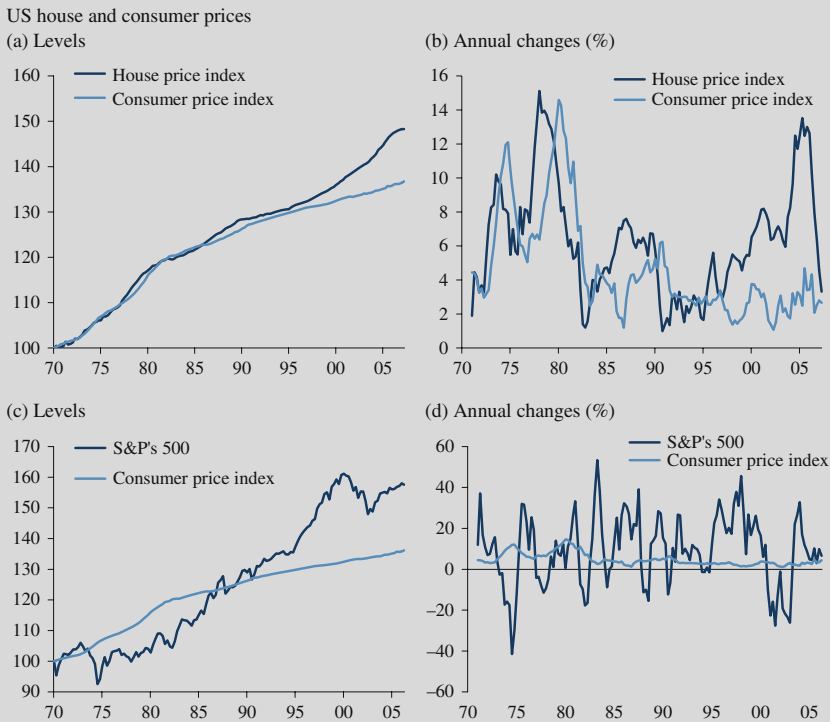 US house and consumer prices
(a) Levels
160
150
140
130
120
110
100
House price index
Consumer price index
70 75 80 85 90 95 00 05
(b) Annual changes (%)
16
14
12
10
8
6
4
2
0
House price index
Consumer price index
70 75 80 85 90 95 00 05
(c) Levels
170
160
150
140
130
120
110
100
90
S&P's 500
Consumer price index
70 75 80 85 90 95 00 05
(d) Annual changes (%)
60
40
20
0
–20
–40
–60
S&P's 500
Consumer price index
70 75 80 85 90 95 00 05